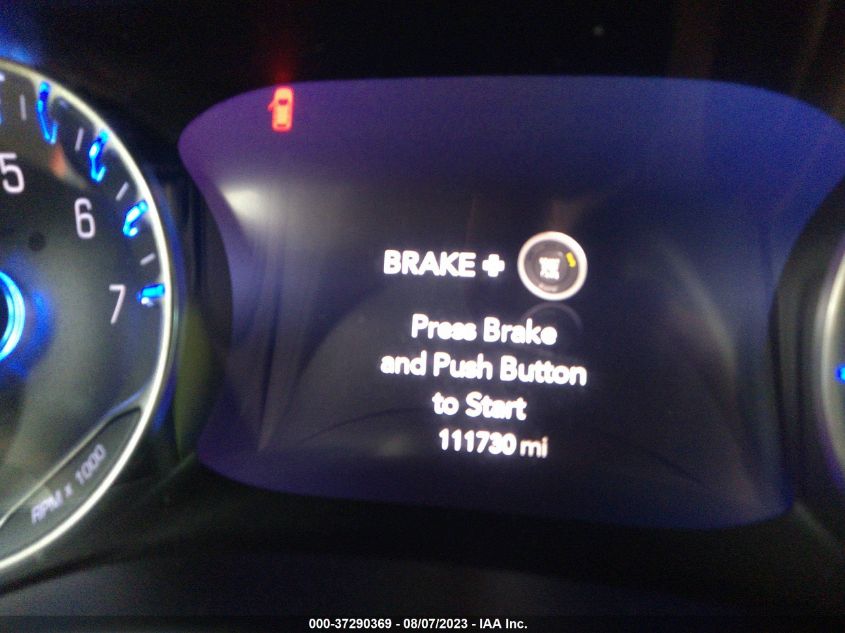 5
6
7
RPM x 1000
BRAKE +
Press Brake
and Push Button
to Start
111730 mi
000-37290369 - 08/07/2023 - IAA Inc.